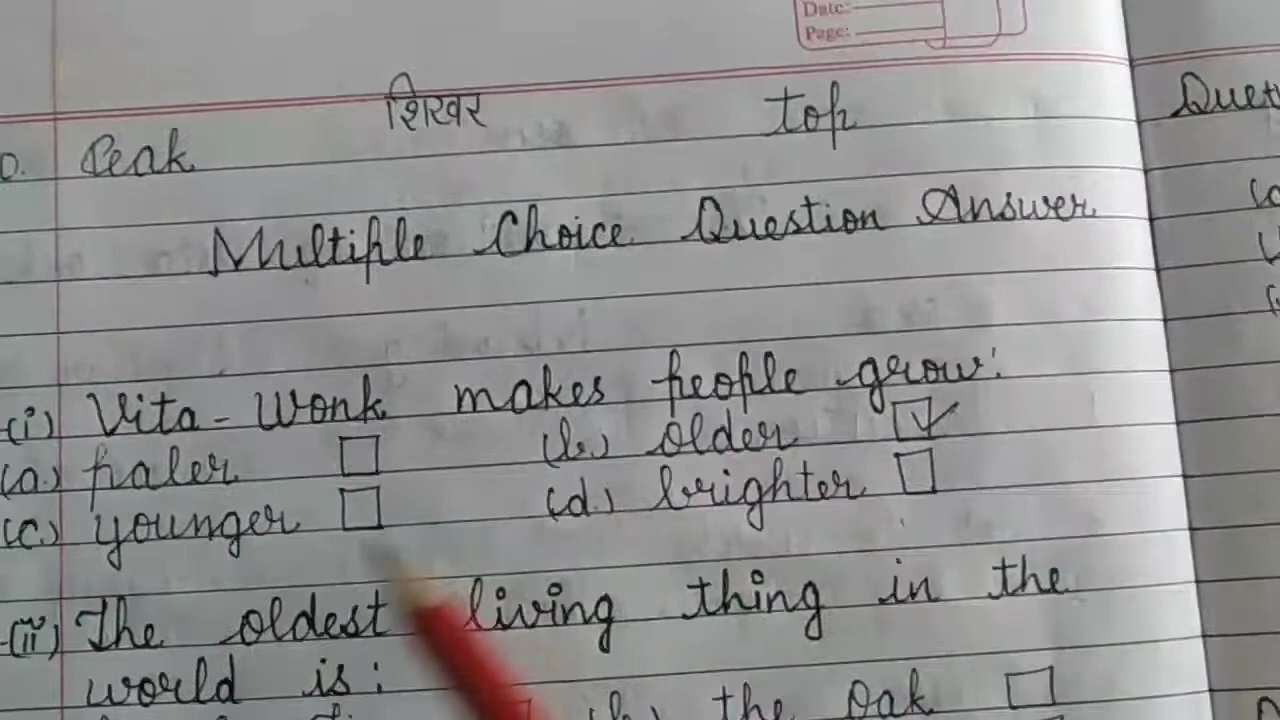 Date:
Page:
शिखर top Quet
0. Peak
Multiple Choice Question Answer
(i) Vita-Wonk makes people grow:
(a.) paler (b.) older
(c.) younger (d.) brighter
(ii) The oldest living thing in the
world is:
(b.) the Oak